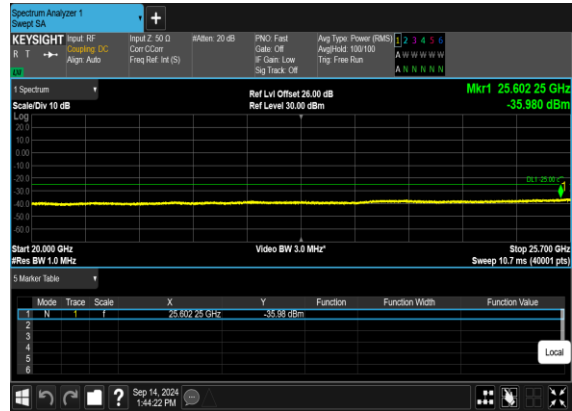 Spectrum Analyzer 1
Swept SA
+
KEYSIGHT Input: RF Input Z: 50 Ω #Atten: 20 dB PNO: Fast Avg Type: Power (RMS) 1 2 3 4 5 6
R T Coupling: DC Corr CCorr Gate: Off Avg|Hold: 100/100 A W W W W W
Align: Auto Freq Ref: Int (S) IF Gain: Low Trig: Free Run
Sig Track: Off A N N N N N
1 Spectrum Ref Lvl Offset 26.00 dB Mkr1 25.602 25 GHz
Scale/Div 10 dB Ref Level 30.00 dBm -35.980 dBm
Log
20.0
10.0
0.00
-10.0
-20.0
DL1 -25.00
-30.0
1
-40.0
-50.0
-60.0
Start 20.000 GHz Video BW 3.0 MHz* Stop 25.700 GHz
#Res BW 1.0 MHz Sweep 10.7 ms (40001 pts)
5 Marker Table
Mode Trace Scale X Y Function Function Width Function Value
1 N 1 f 25.602 25 GHz -35.98 dBm
2
3
4
5
6
Local
? Sep 14, 2024
1:44:22 PM